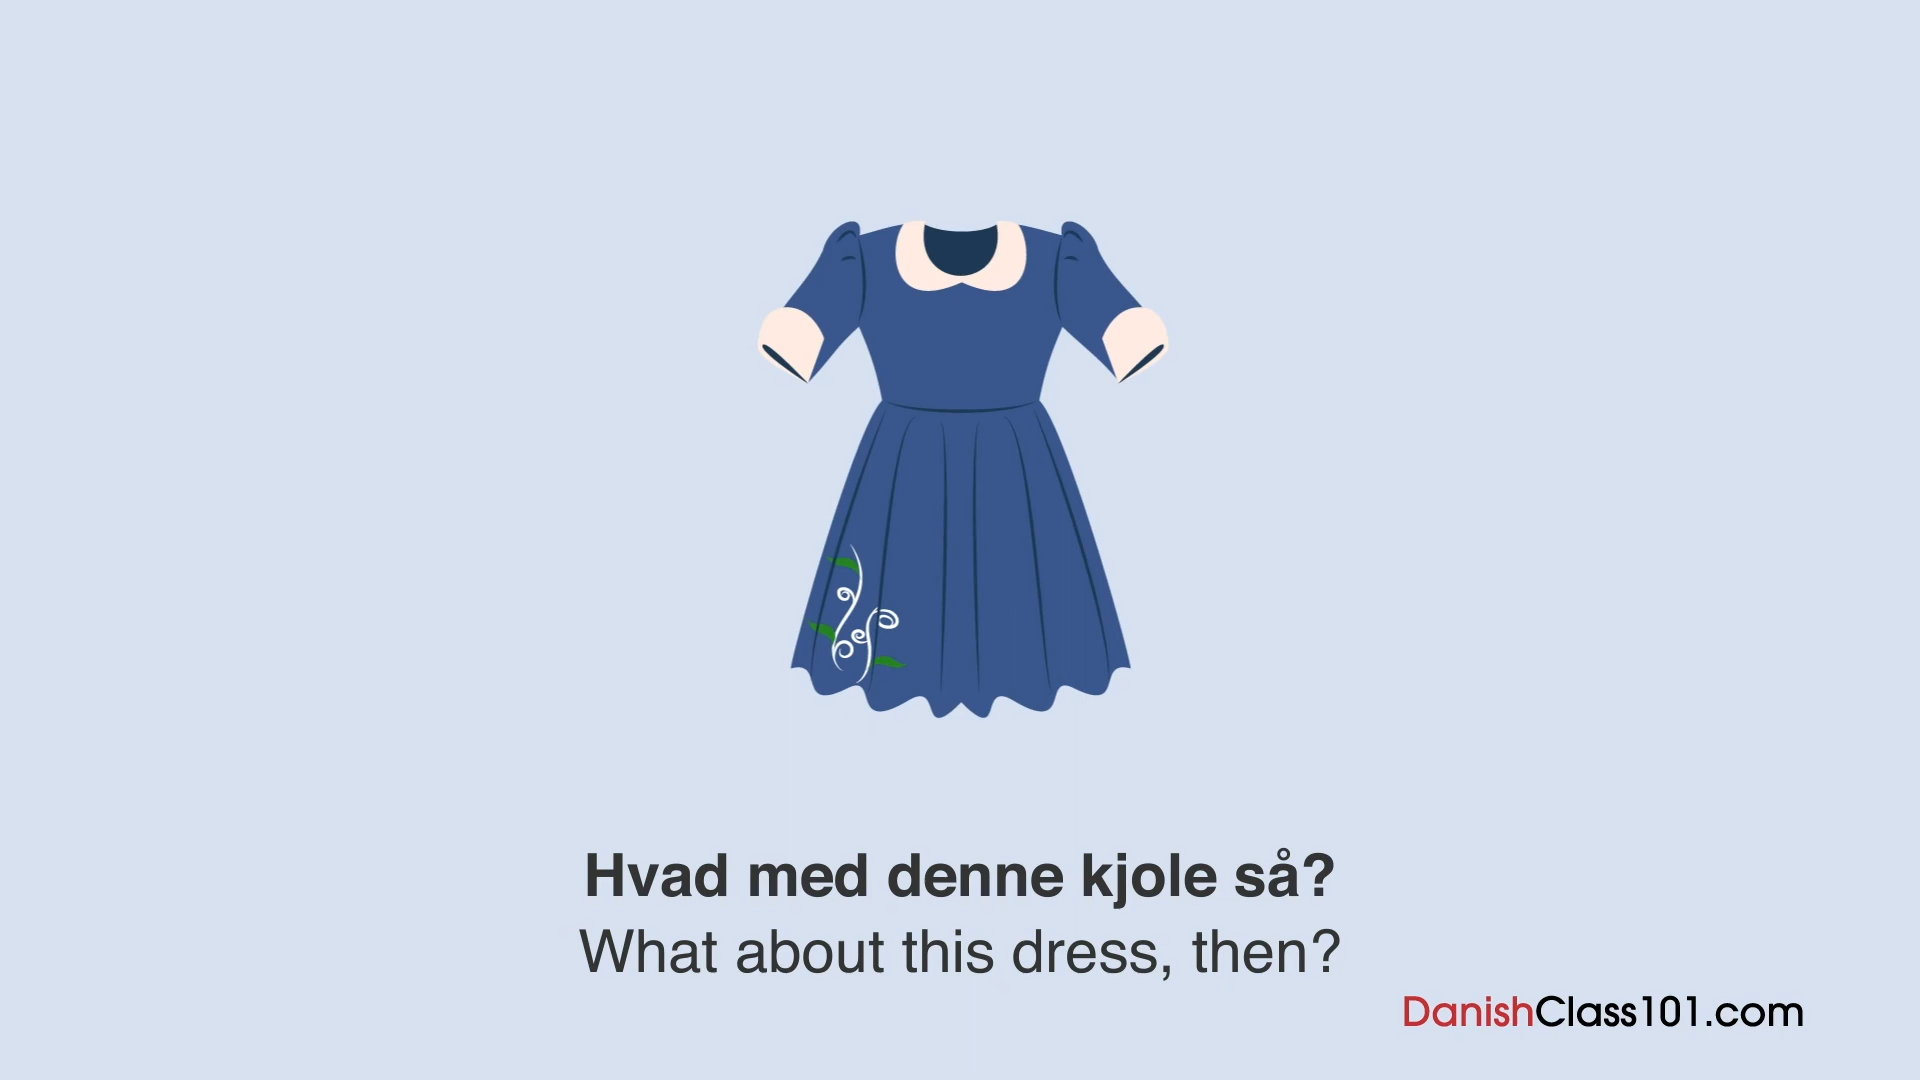 Hvad med denne kjole så?
What about this dress, then?
DanishClass101.com